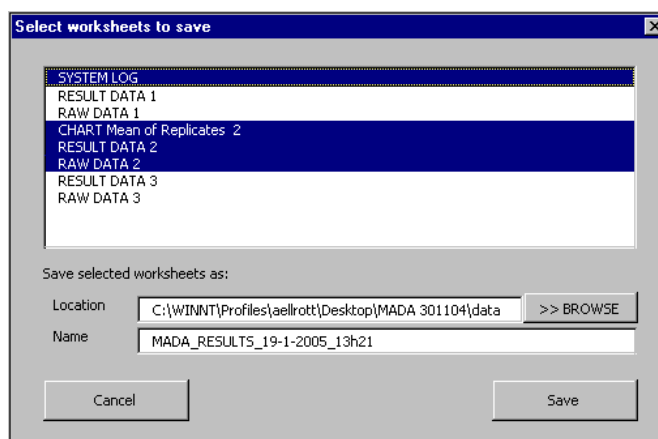 Select worksheets to save
SYSTEM LOG
RESULT DATA 1
RAW DATA 1
CHART Mean of Replicates  2
RESULT DATA 2
RAW DATA 2
RESULT DATA 3
RAW DATA 3
Save selected worksheets as:
Location C:\WINNT\Profiles\aellrott\Desktop\MADA 301104\data >> BROWSE
Name MADA_RESULTS_19-1-2005_13h21
Cancel Save